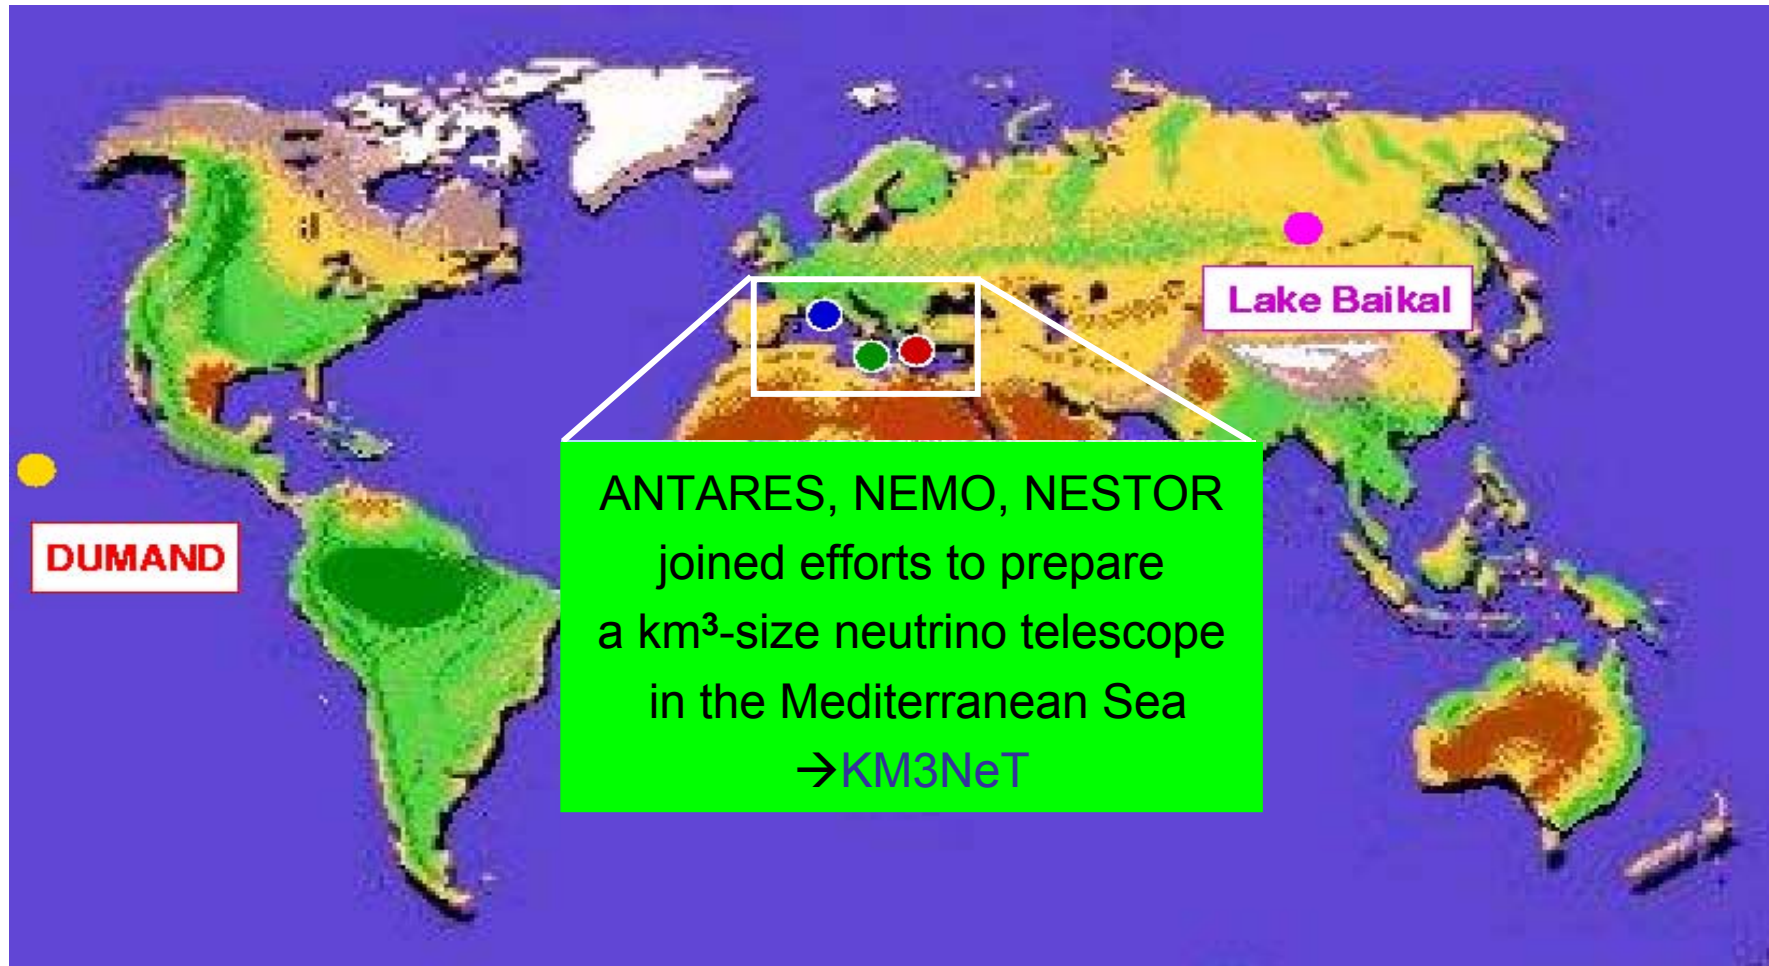 Lake Baikal
DUMAND
ANTARES, NEMO, NESTOR
joined efforts to prepare
a km³-size neutrino telescope
in the Mediterranean Sea
→KM3NeT